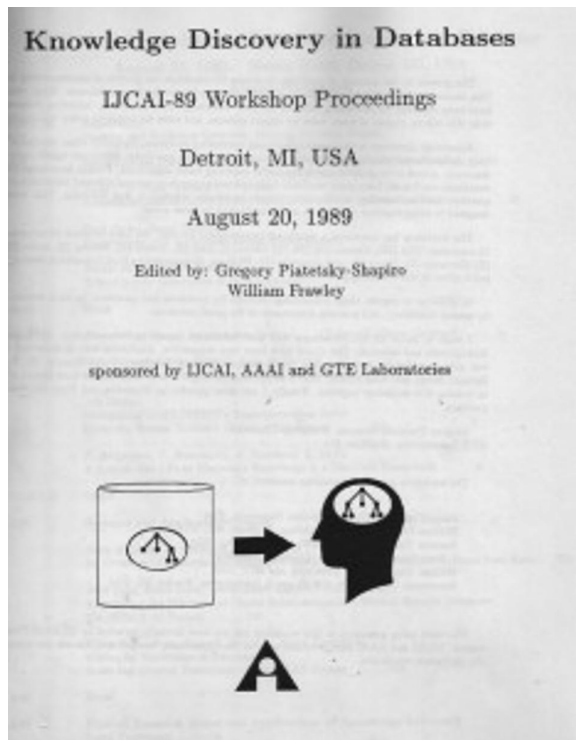 Knowledge Discovery in Databases
IJCAI-89 Workshop Proceedings
Detroit, MI, USA
August 20, 1989
Edited by: Gregory Piatetsky-Shapiro
William Frawley
sponsored by IJCAI, AAAI and GTE Laboratories